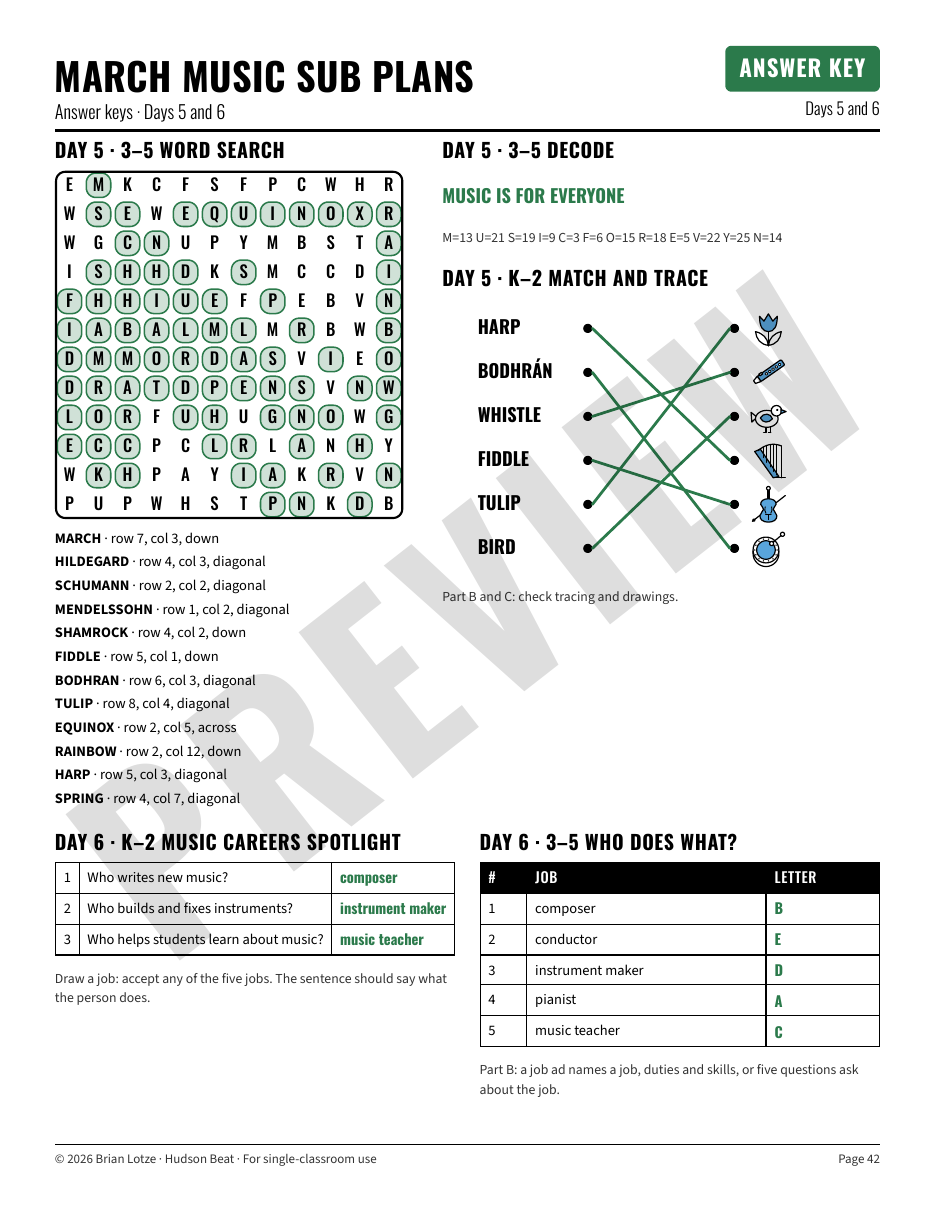 MARCH MUSIC SUB PLANS
Answer keys · Days 5 and 6
ANSWER KEY
Days 5 and 6
DAY 5 · 3–5 WORD SEARCH
E M K C F S F P C W H R
W S E W E Q U I N O X R
W G C N U P Y M B S T A
I S H H D K S M C C D I
F H H I U E F P E B V N
I A B A L M L M R B W B
D M M O R D A S V I E O
D R A T D P E N S V N W
L O R F U H U G N O W G
E C C P C L R L A N H Y
W K H P A Y I A K R V N
P U P W H S T P N K D B
MARCH · row 7, col 3, down
HILDEGARD · row 4, col 3, diagonal
SCHUMANN · row 2, col 2, diagonal
MENDELSSOHN · row 1, col 2, diagonal
SHAMROCK · row 4, col 2, down
FIDDLE · row 5, col 1, down
BODHRAN · row 6, col 3, diagonal
TULIP · row 8, col 4, diagonal
EQUINOX · row 2, col 5, across
RAINBOW · row 2, col 12, down
HARP · row 5, col 3, diagonal
SPRING · row 4, col 7, diagonal
DAY 5 · 3–5 DECODE
MUSIC IS FOR EVERYONE
M=13 U=21 S=19 I=9 C=3 F=6 O=15 R=18 E=5 V=22 Y=25 N=14
DAY 5 · K–2 MATCH AND TRACE
HARP
BODHRÁN
WHISTLE
FIDDLE
TULIP
BIRD
Part B and C: check tracing and drawings.
DAY 6 · K–2 MUSIC CAREERS SPOTLIGHT
1 Who writes new music? composer
2 Who builds and fixes instruments? instrument maker
3 Who helps students learn about music? music teacher
Draw a job: accept any of the five jobs. The sentence should say what
the person does.
DAY 6 · 3–5 WHO DOES WHAT?
# JOB LETTER
1 composer B
2 conductor E
3 instrument maker D
4 pianist A
5 music teacher C
Part B: a job ad names a job, duties and skills, or five questions ask
about the job.
PREVIEW
© 2026 Brian Lotze · Hudson Beat · For single-classroom use
Page 42